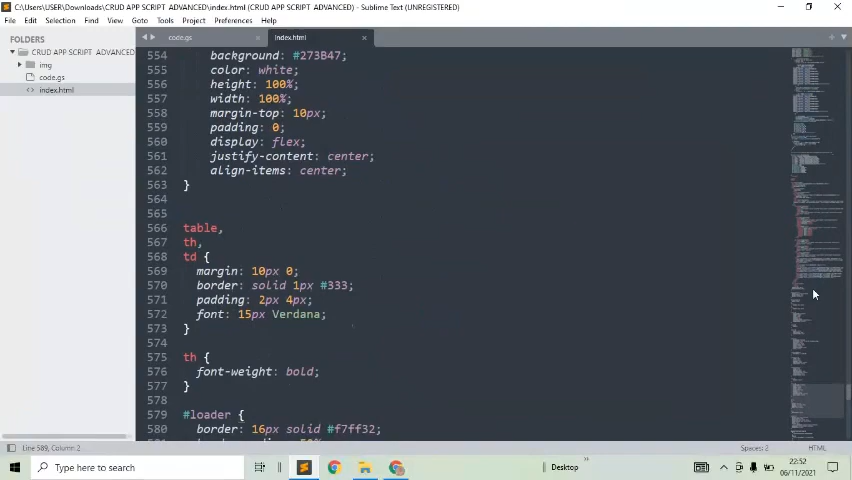 C:\Users\USER\Downloads\CRUD APP SCRIPT ADVANCED\index.html (CRUD APP SCRIPT ADVANCED) - Sublime Text (UNREGISTERED)
File Edit Selection Find View Goto Tools Project Preferences Help
FOLDERS
CRUD APP SCRIPT ADVANCED
img
code.gs
index.html
code.gs
index.html
554 background: #273B47;
555 color: white;
556 height: 100%;
557 width: 100%;
558 margin-top: 10px;
559 padding: 0;
560 display: flex;
561 justify-content: center;
562 align-items: center;
563 }
564
565
566 table,
567 th,
568 td {
569 margin: 10px 0;
570 border: solid 1px #333;
571 padding: 2px 4px;
572 font: 15px Verdana;
573 }
574
575 th {
576 font-weight: bold;
577 }
578
579 #loader {
580 border: 16px solid #f7ff32;
Line 589, Column 2
Spaces: 2
HTML
Type here to search
Desktop
22:52
06/11/2021